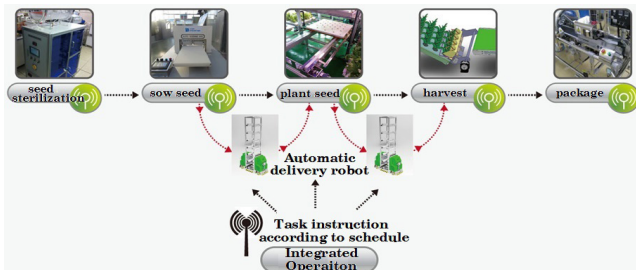 seed
sterilization
sow seed
plant seed
harvest
package
Automatic
delivery robot
Task instruction
according to schedule
Integrated
Operaiton